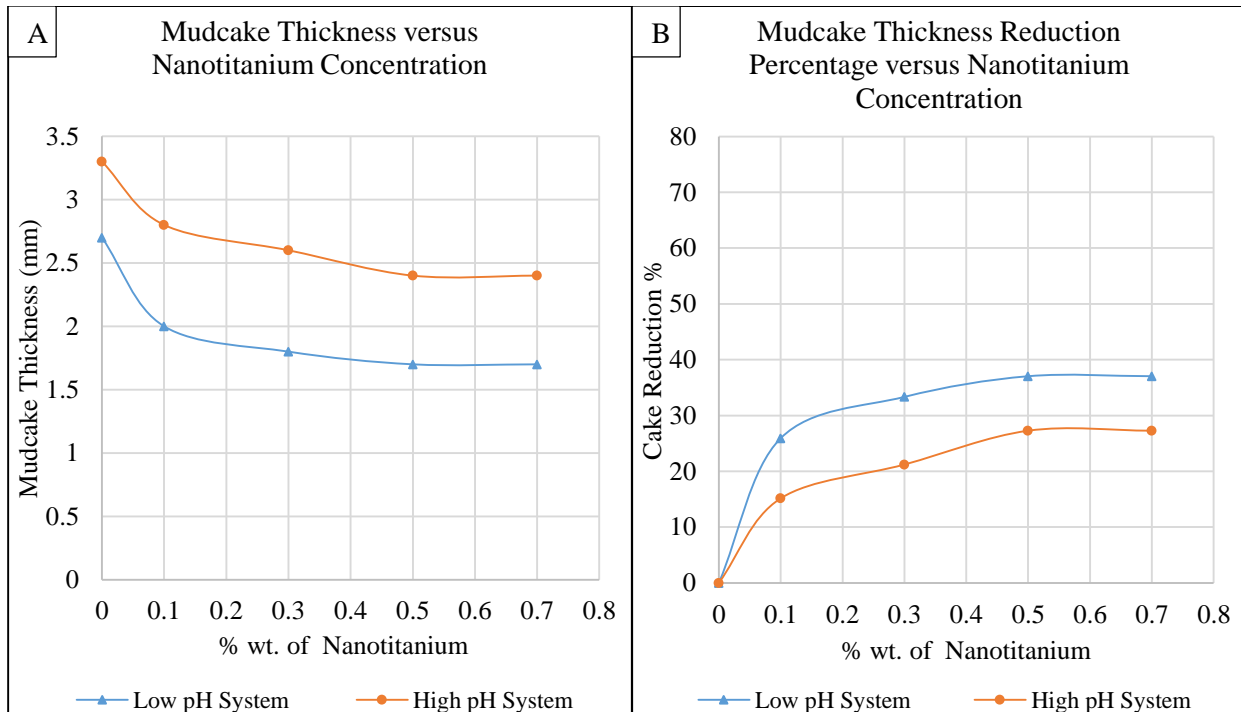 A
Mudcake Thickness versus
Nanotitanium Concentration
3.5
3
2.5
2
1.5
1
0.5
0
Mudcake Thickness (mm)
0 0.1 0.2 0.3 0.4 0.5 0.6 0.7 0.8
% wt. of Nanotitanium
Low pH System High pH System
B
Mudcake Thickness Reduction
Percentage versus Nanotitanium
Concentration
80
70
60
50
40
30
20
10
0
Cake Reduction %
0 0.1 0.2 0.3 0.4 0.5 0.6 0.7 0.8
% wt. of Nanotitanium
Low pH System High pH System